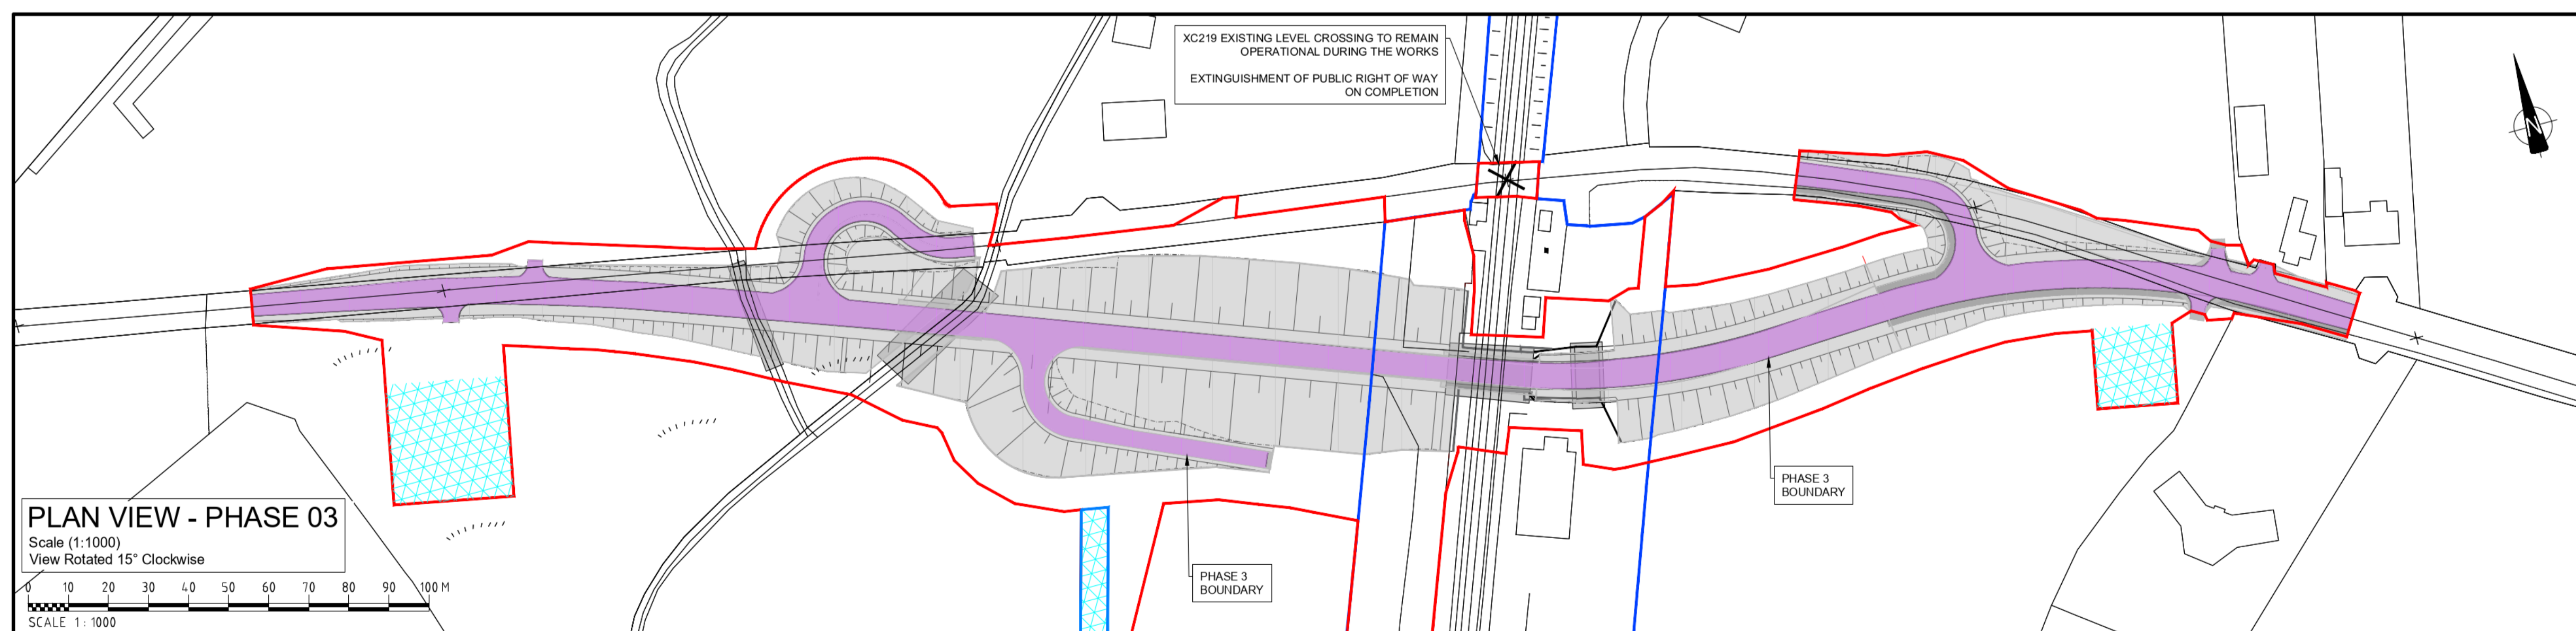 XC219 EXISTING LEVEL CROSSING TO REMAIN
OPERATIONAL DURING THE WORKS
EXTINGUISHMENT OF PUBLIC RIGHT OF WAY
ON COMPLETION
N
PHASE 3
BOUNDARY
PHASE 3
BOUNDARY
PLAN VIEW - PHASE 03
Scale (1:1000)
View Rotated 15° Clockwise
0 10 20 30 40 50 60 70 80 90 100 M
SCALE 1 : 1000